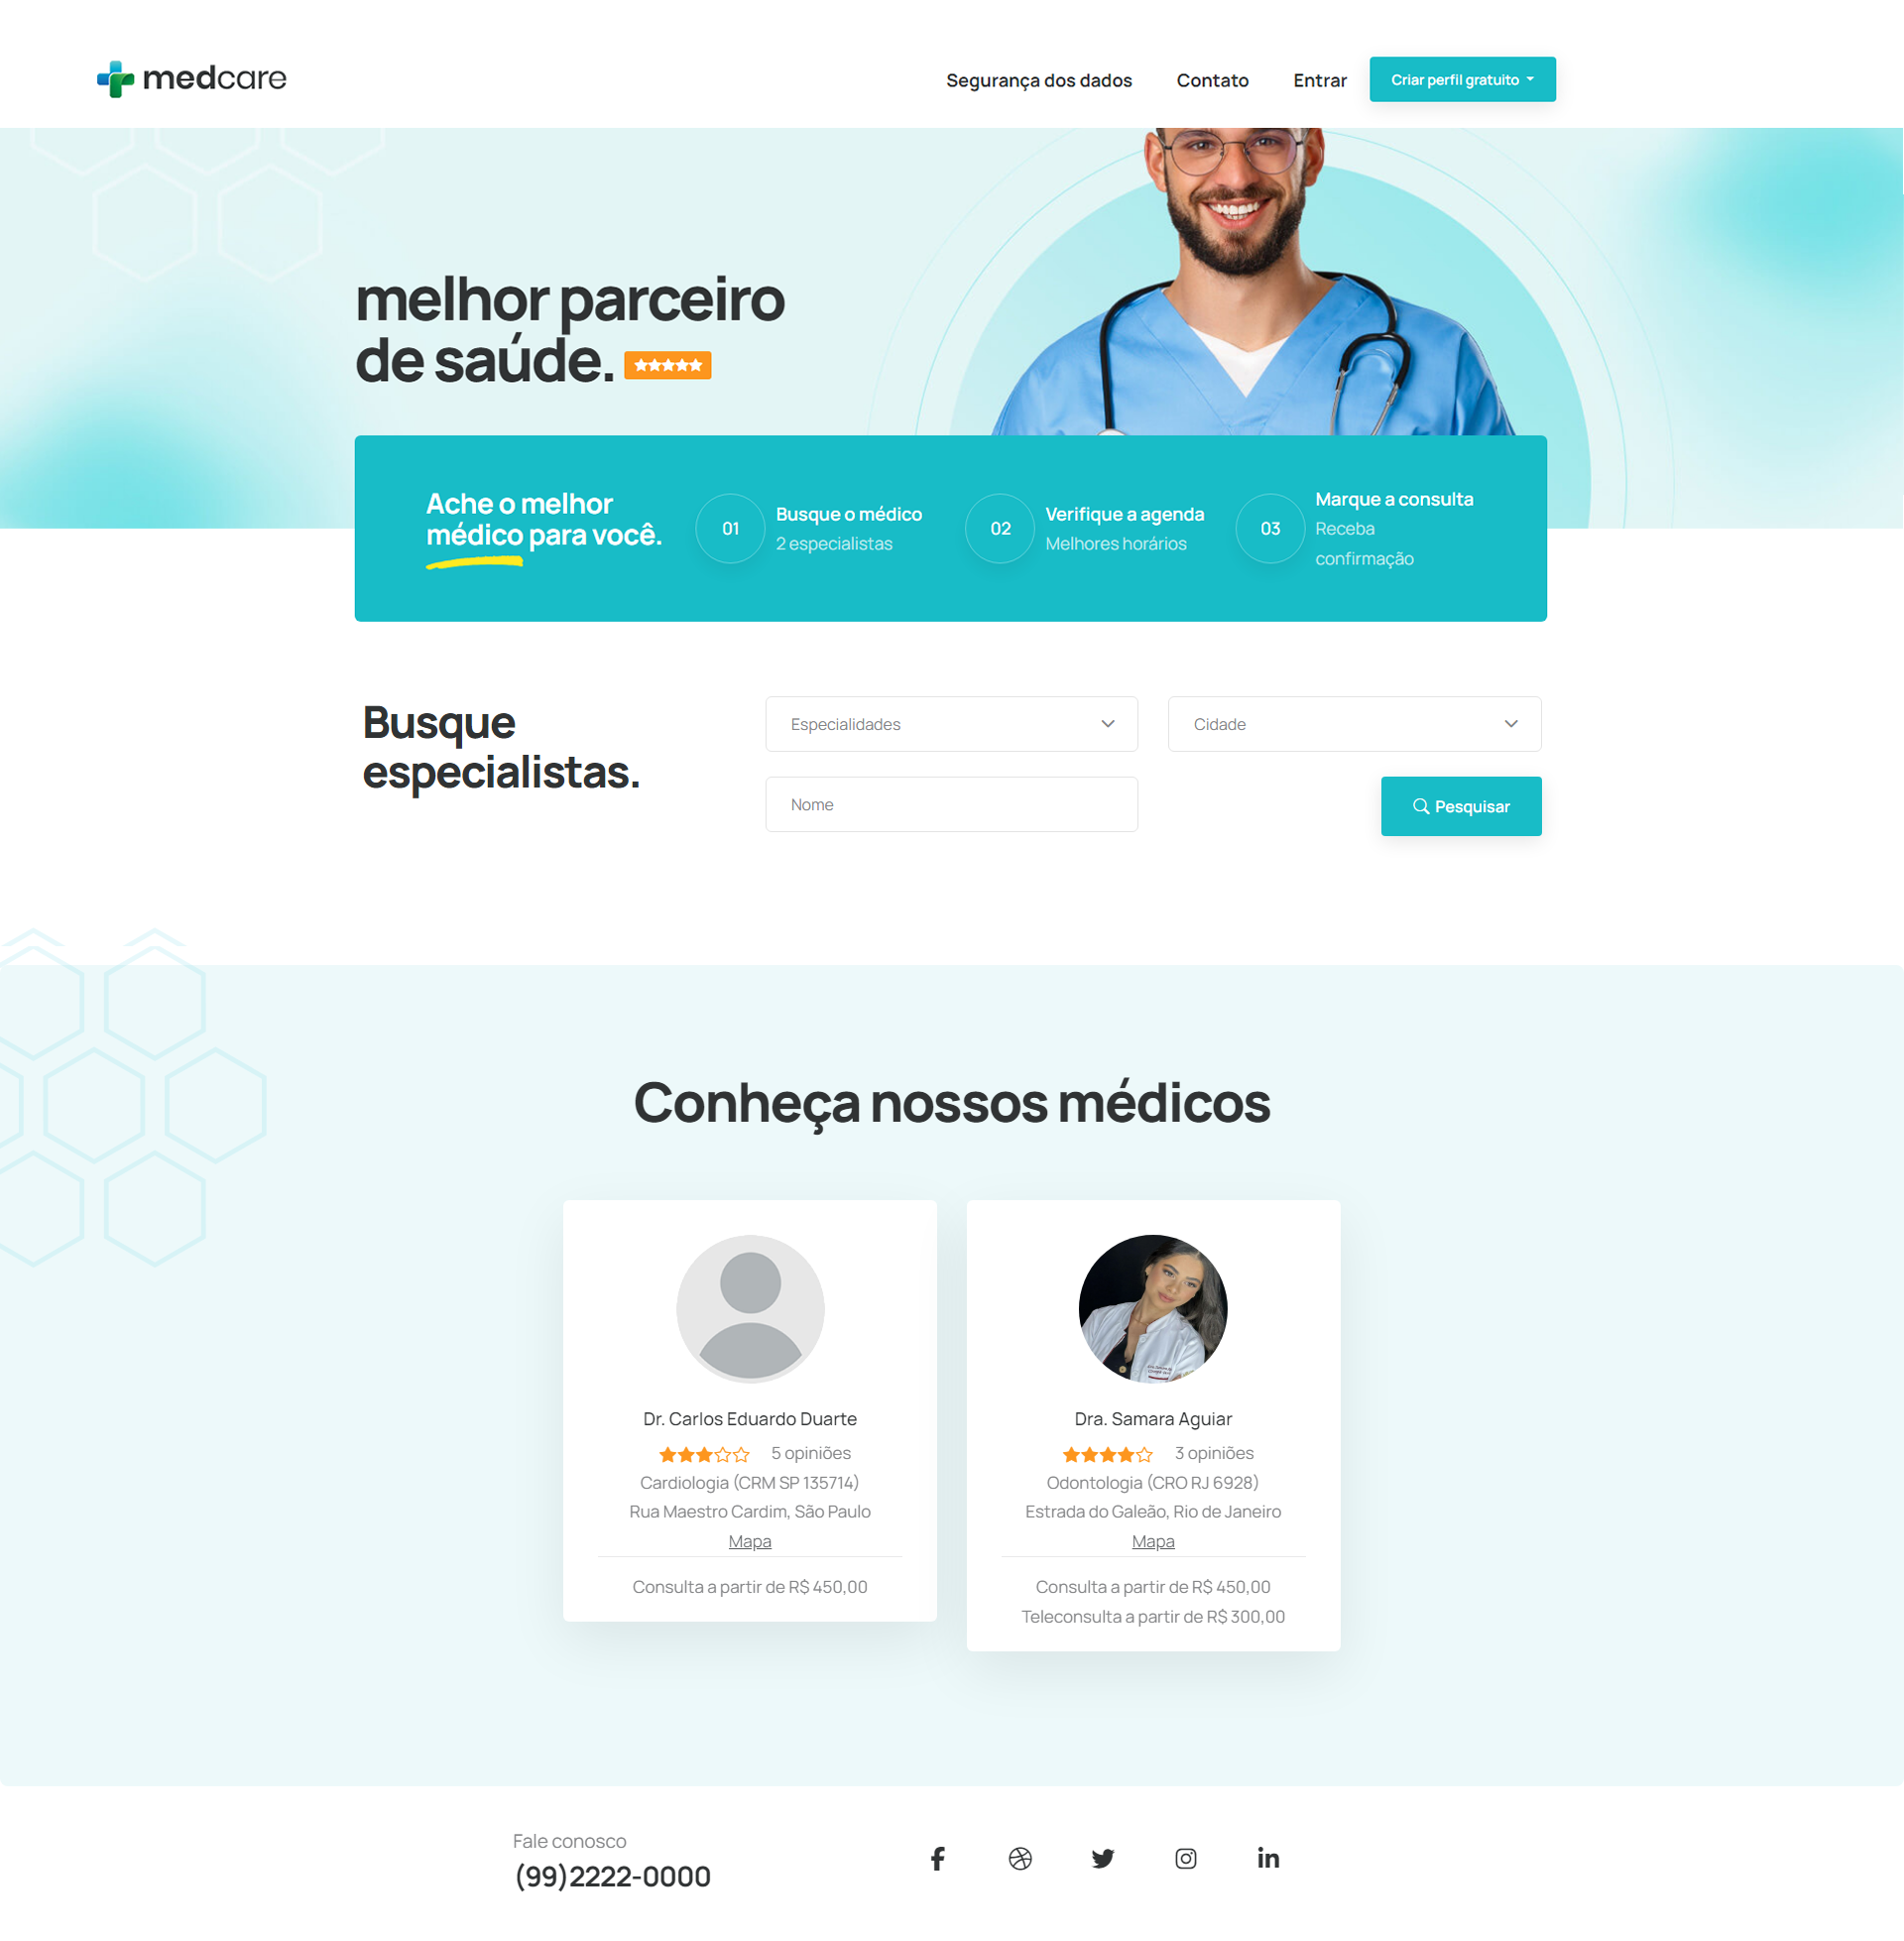 medcare
Segurança dos dados
Contato
Entrar
Criar perfil gratuito
melhor parceiro
de saúde.
Ache o melhor
médico para você.
01
Busque o médico
2 especialistas
02
Verifique a agenda
Melhores horários
03
Marque a consulta
Receba
confirmação
Busque
especialistas.
Especialidades
Cidade
Nome
Pesquisar
Conheça nossos médicos
Dr. Carlos Eduardo Duarte
5 opiniões
Cardiologia (CRM SP 135714)
Rua Maestro Cardim, São Paulo
Mapa
Consulta a partir de R$ 450,00
Dra. Samara Aguiar
3 opiniões
Odontologia (CRO RJ 6928)
Estrada do Galeão, Rio de Janeiro
Mapa
Consulta a partir de R$ 450,00
Teleconsulta a partir de R$ 300,00
Fale conosco
(99)2222-0000